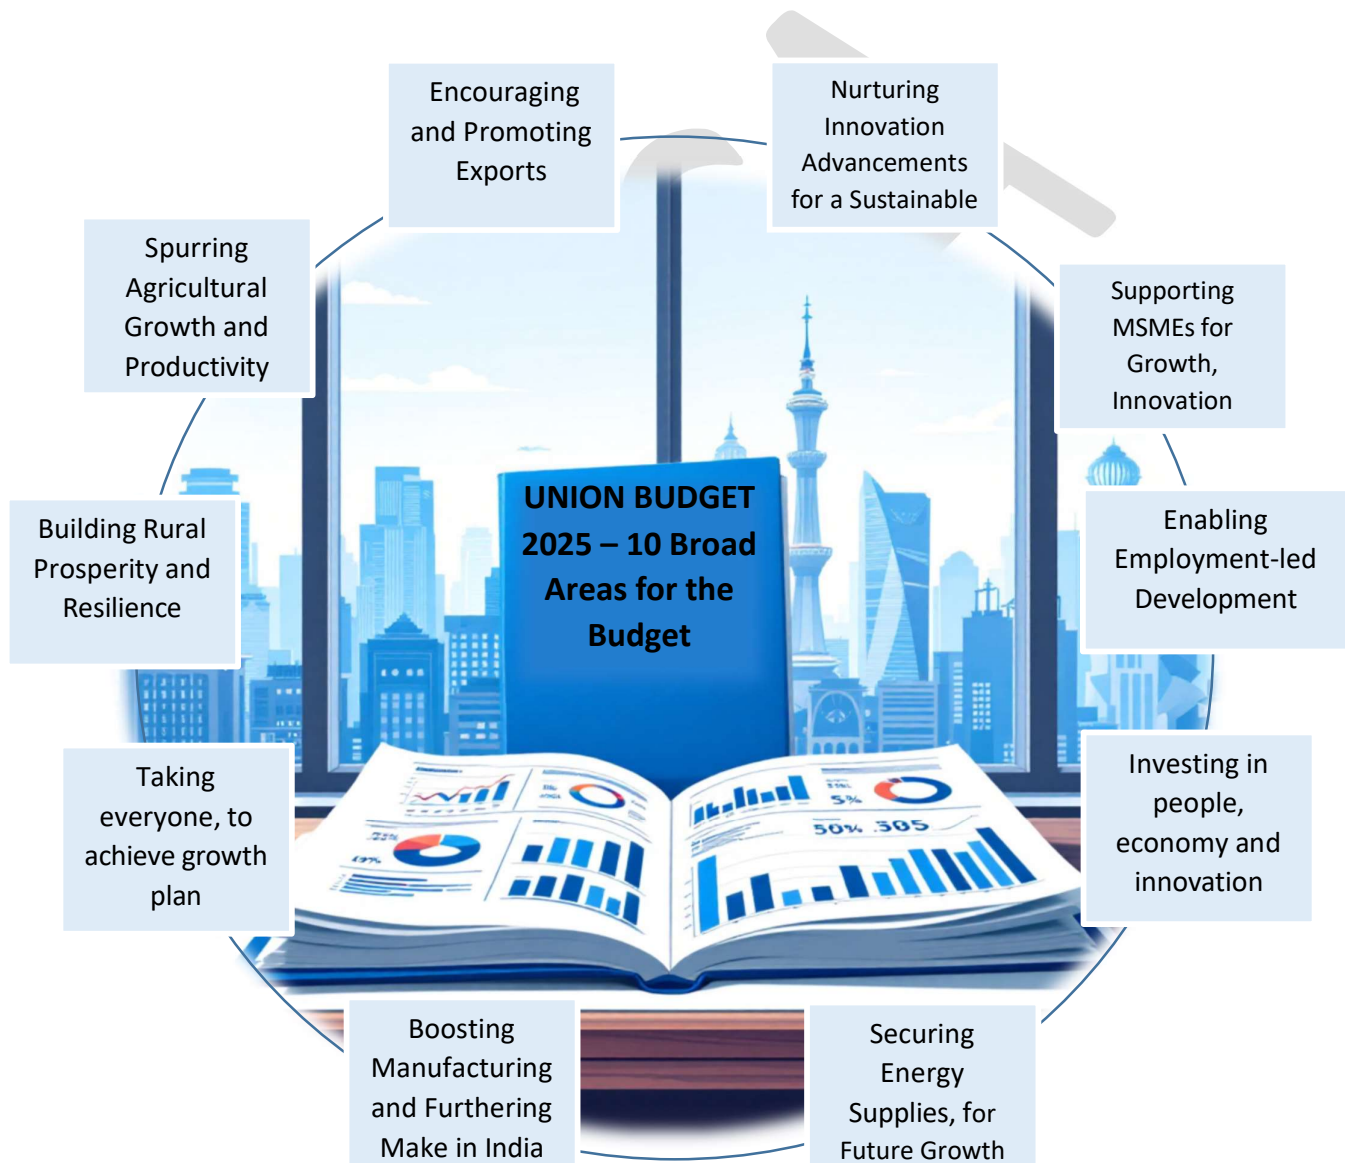 Encouraging
and Promoting
Exports
Nurturing
Innovation
Advancements
for a Sustainable
Spurring
Agricultural
Growth and
Productivity
Supporting
MSMEs for
Growth,
Innovation
UNION BUDGET
2025 – 10 Broad
Areas for the
Budget
Building Rural
Prosperity and
Resilience
Enabling
Employment-led
Development
Taking
everyone, to
achieve growth
plan
Investing in
people,
economy and
innovation
5%
50% .305
Boosting
Manufacturing
and Furthering
Make in India
Securing
Energy
Supplies, for
Future Growth